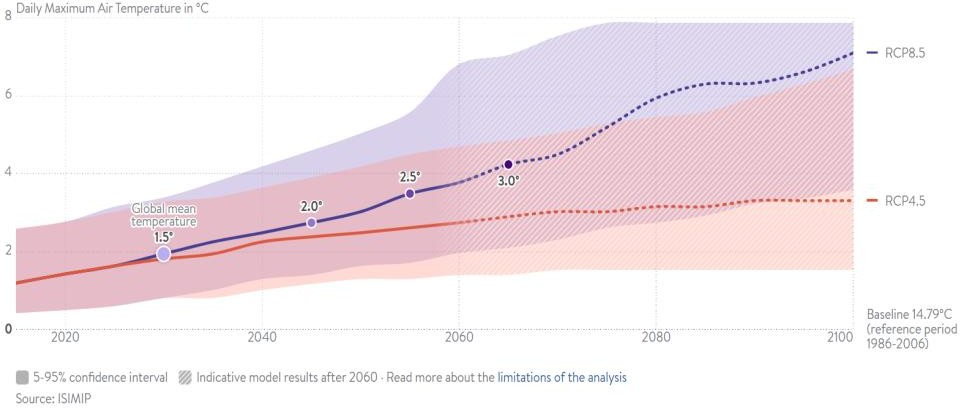 Daily Maximum Air Temperature in °C
8
6
4
2
0
Global mean
temperature
1.5°
2.0°
2.5°
3.0°
RCP8.5
RCP4.5
Baseline 14.79°C
(reference period
1986-2006)
2020 2040 2060 2080 2100
5-95% confidence interval Indicative model results after 2060 · Read more about the limitations of the analysis
Source: ISIMIP